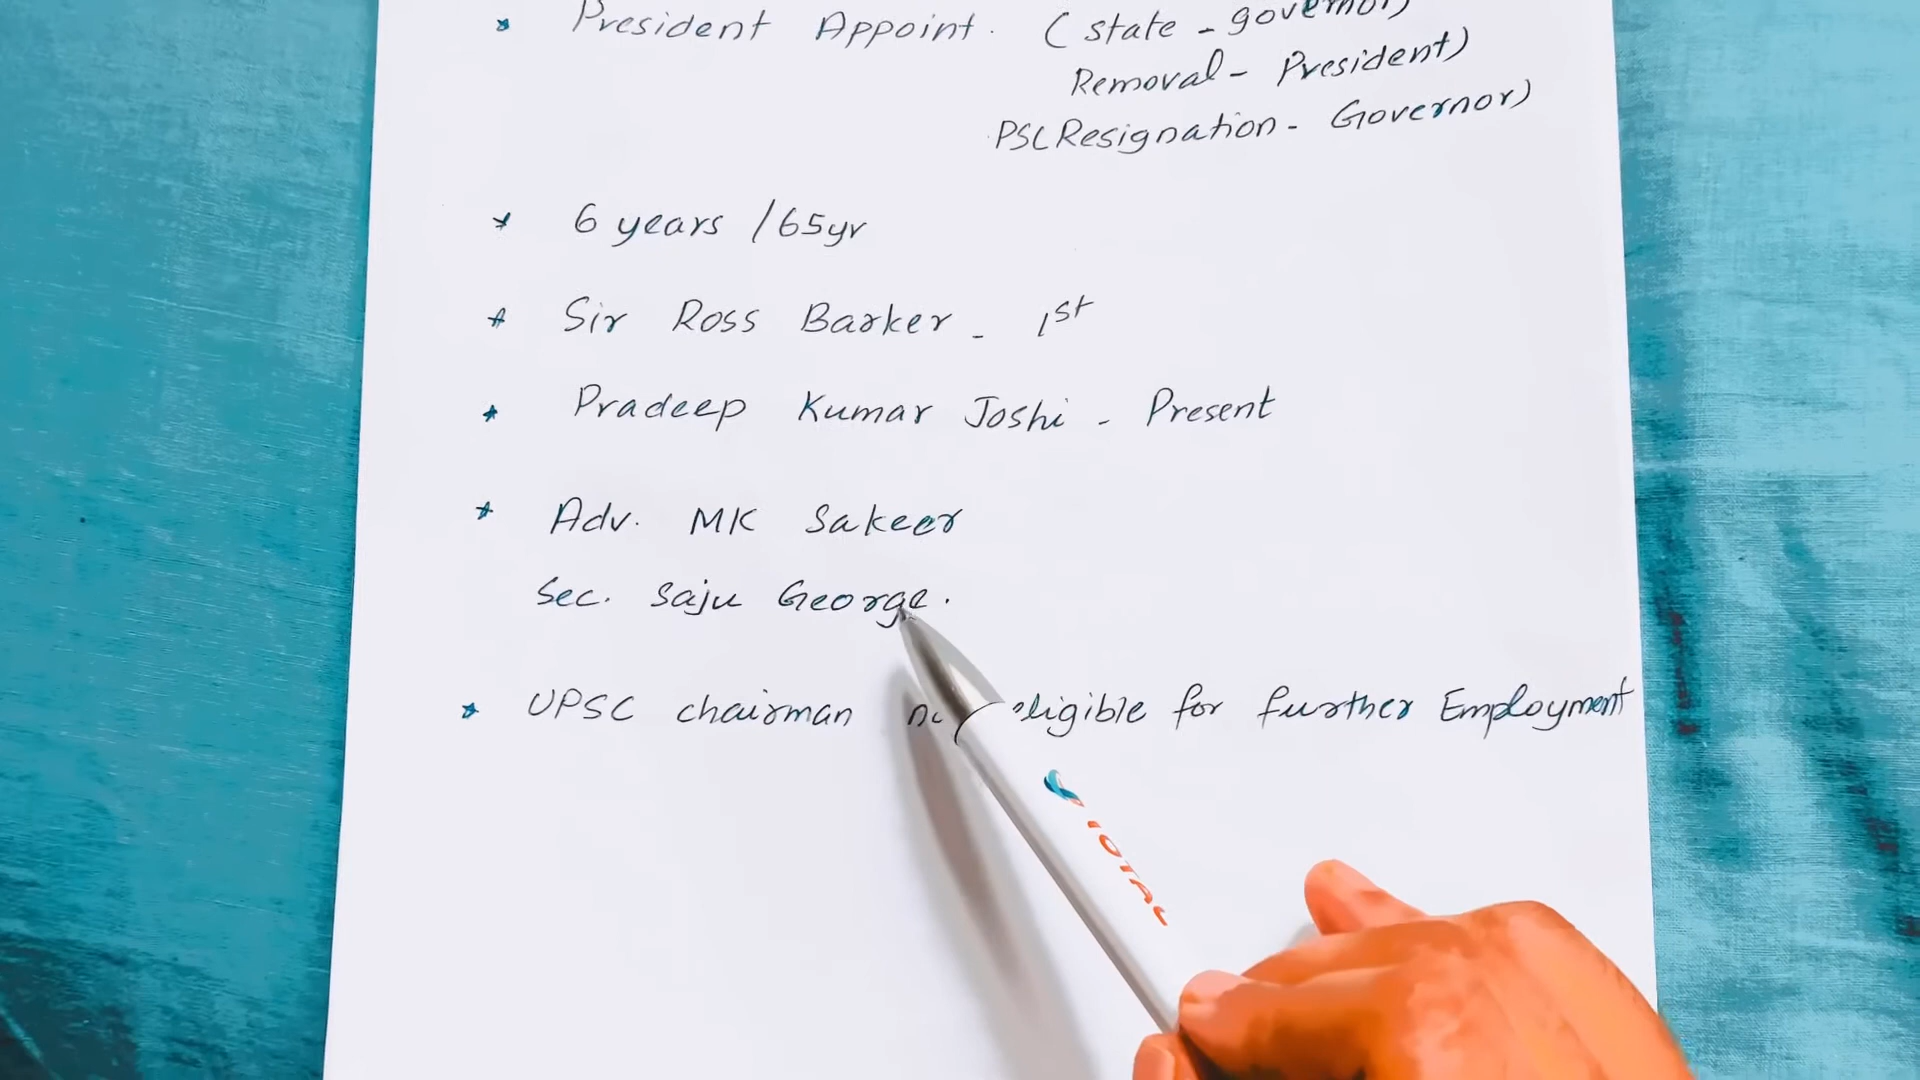 * President Appoint. (state - governor)
Removal - President)
PSC Resignation - Governor)
* 6 years /65yr
* Sir Ross Barker - 1st
* Pradeep Kumar Joshi - Present
* Adv. MK Sakeer
Sec. Saju George.
* UPSC chairman eligible for further Employment
TOTAL